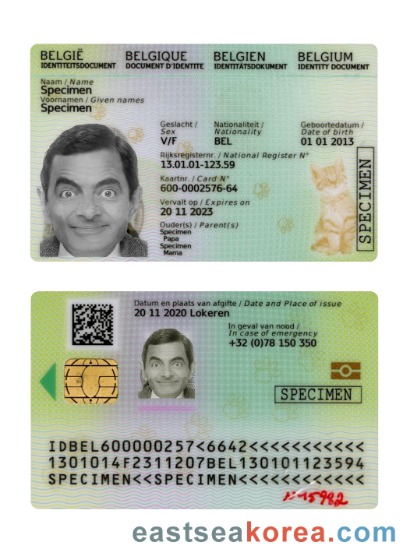 BELGIË BELGIQUE BELGIEN BELGIUM
IDENTITEITSDOCUMENT DOCUMENT D'IDENTITE IDENTITÄTSDOKUMENT IDENTITY DOCUMENT
Naam / Name
Specimen
Voornamen / Given names
Specimen
Geslacht / Sex
V/F
Nationaliteit / Nationality
BEL
Geboortedatum / Date of birth
01 01 2013
Rijksregisternr. / National Register N°
13.01.01-123.59
Kaartnr. / Card N°
600-0002576-64
Vervalt op / Expires on
20 11 2023
Ouder(s) / Parent(s)
Specimen
Papa
Specimen
Mama
SPECIMEN
Datum en plaats van afgifte / Date and Place of issue
20 11 2020 Lokeren
In geval van nood /
In case of emergency
+32 (0)78 150 350
SPECIMEN
IDBEL600000257<6642<<<<<<<<<<<
1301014F2311207BEL130101123594
SPECIMEN<<SPECIMEN<<<<<<<<<<<<
eastseakorea.com